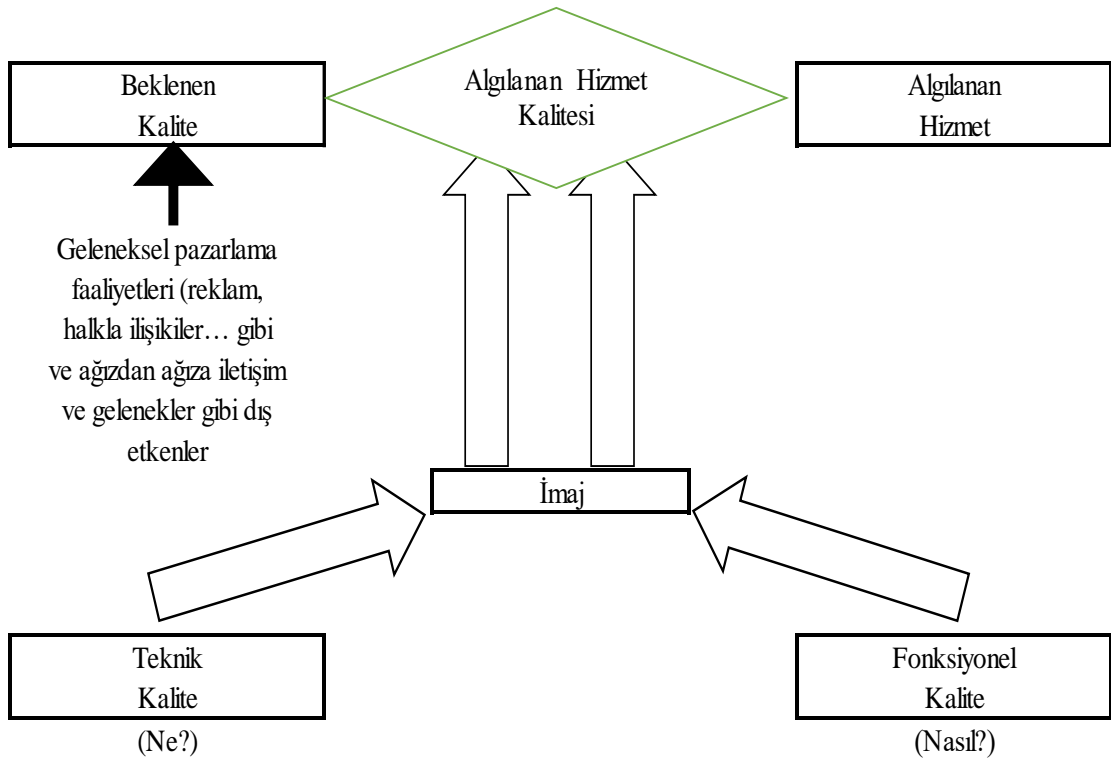 Beklenen
Kalite
Algılanan Hizmet
Kalitesi
Algılanan
Hizmet
Geleneksel pazarlama
faaliyetleri (reklam,
halkla ilişikiler… gibi
ve ağızdan ağıza iletişim
ve gelenekler gibi dış
etkenler
İmaj
Teknik
Kalite
(Ne?)
Fonksiyonel
Kalite
(Nasıl?)